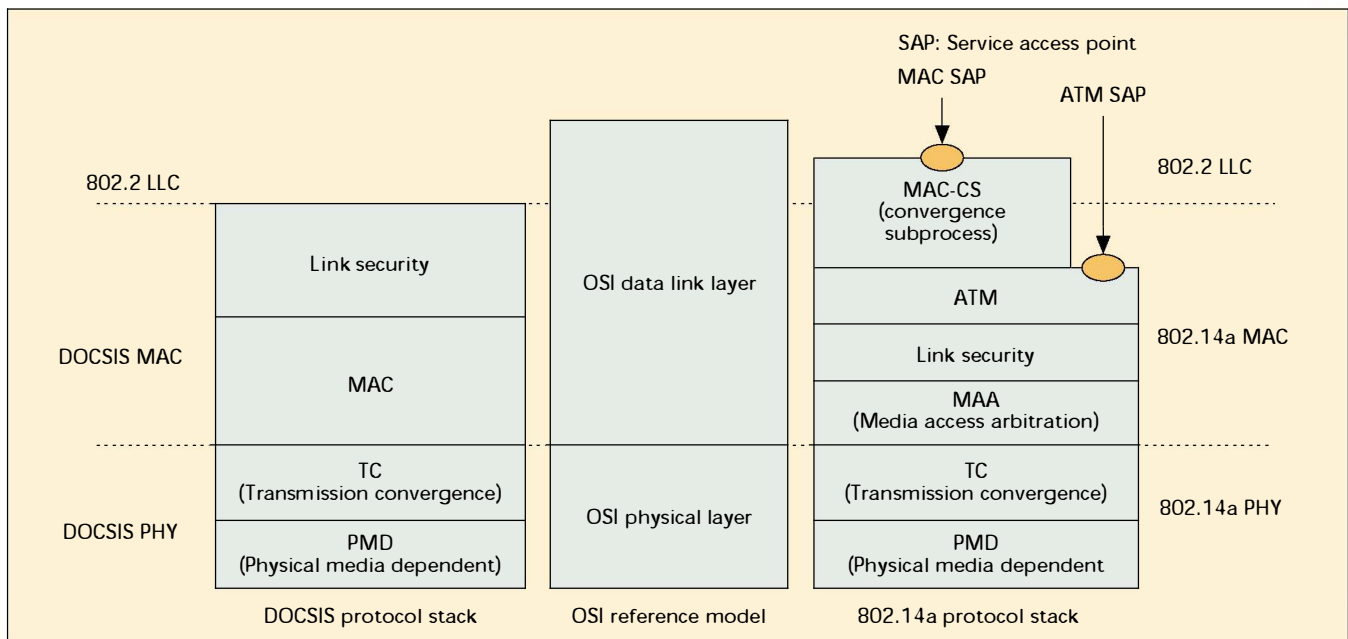 SAP: Service access point
MAC SAP
ATM SAP
802.2 LLC
802.2 LLC
MAC-CS
(convergence
subprocess)
Link security
OSI data link layer
ATM
DOCSIS MAC
802.14a MAC
Link security
MAC
MAA
(Media access arbitration)
TC
(Transmission convergence)
TC
(Transmission convergence)
DOCSIS PHY
OSI physical layer
802.14a PHY
PMD
(Physical media dependent)
PMD
(Physical media dependent
DOCSIS protocol stack
OSI reference model
802.14a protocol stack